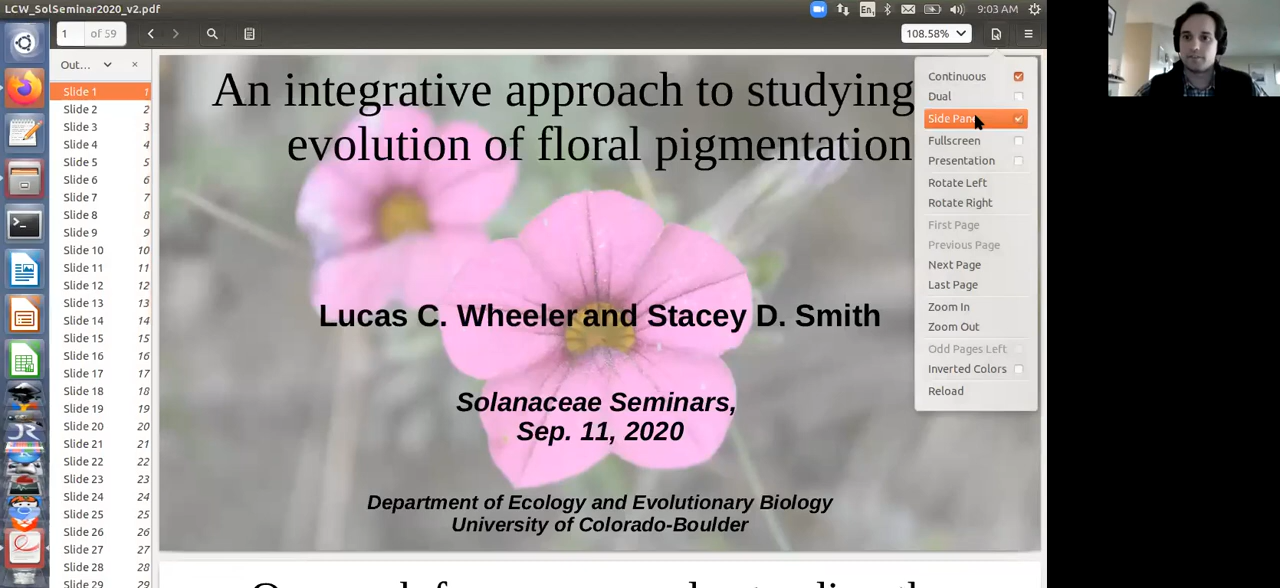 LCW_SolSeminar2020_v2.pdf
En
9:03 AM
1
of 59
108.58%
Out...
Slide 1 1
Slide 2 2
Slide 3 3
Slide 4 4
Slide 5 5
Slide 6 6
Slide 7 7
Slide 8 8
Slide 9 9
Slide 10 10
Slide 11 11
Slide 12 12
Slide 13 13
Slide 14 14
Slide 15 15
Slide 16 16
Slide 17 17
Slide 18 18
Slide 19 19
Slide 20 20
Slide 21 21
Slide 22 22
Slide 23 23
Slide 24 24
Slide 25 25
Slide 26 26
Slide 27 27
Slide 28 28
Slide 29 29
An integrative approach to studying
evolution of floral pigmentation
Lucas C. Wheeler and Stacey D. Smith
Solanaceae Seminars,
Sep. 11, 2020
Department of Ecology and Evolutionary Biology
University of Colorado-Boulder
Continuous
Dual
Side
Fullscreen
Presentation
Rotate Left
Rotate Right
First Page
Previous Page
Next Page
Last Page
Zoom In
Zoom Out
Odd Pages Left
Inverted Colors
Reload